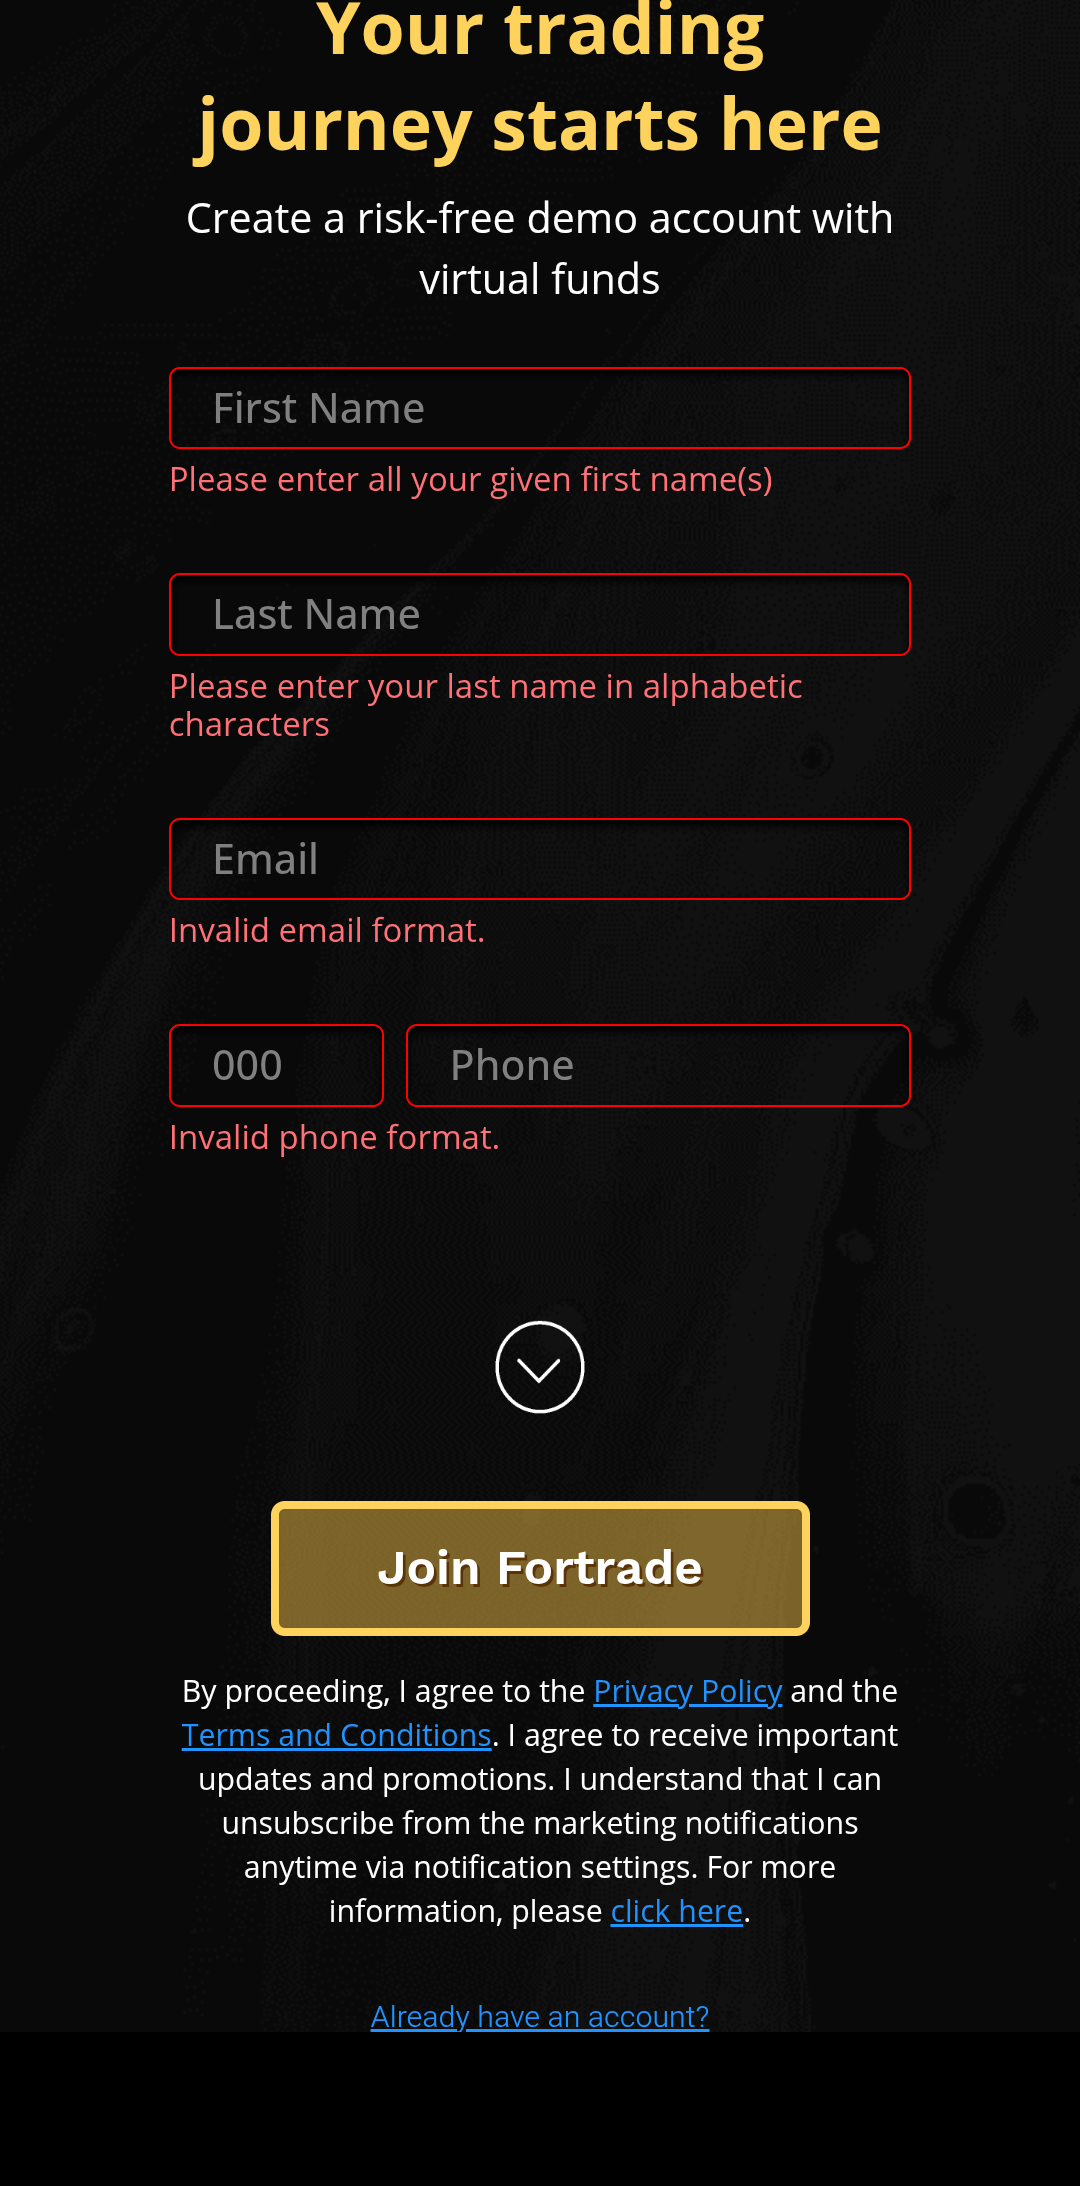 Your trading
journey starts here
Create a risk-free demo account with
virtual funds
First Name
Please enter all your given first name(s)
Last Name
Please enter your last name in alphabetic
characters
Email
Invalid email format.
000 Phone
Invalid phone format.
Join Fortrade
By proceeding, I agree to the Privacy Policy and the
Terms and Conditions. I agree to receive important
updates and promotions. I understand that I can
unsubscribe from the marketing notifications
anytime via notification settings. For more
information, please click here.
Already have an account?